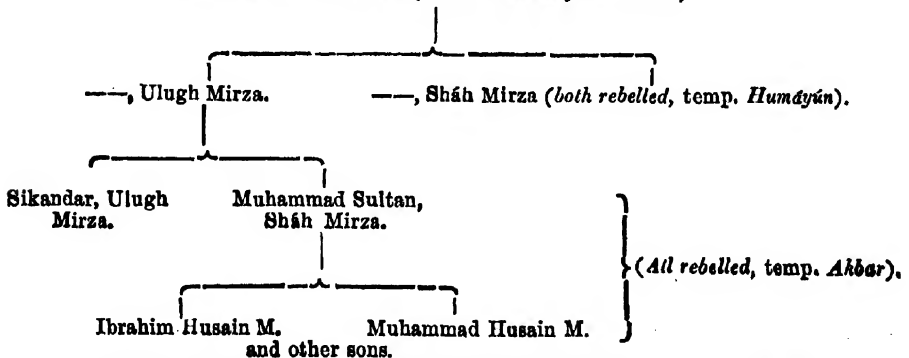 ——, Ulugh Mirza. ——, Sháh Mirza (both rebelled, temp. Humáyún).
Sikandar, Ulugh Muhammad Sultan,
Mirza. Sháh Mirza.
(All rebelled, temp. Akbar).
Ibrahim Husain M. Muhammad Husain M.
and other sons.